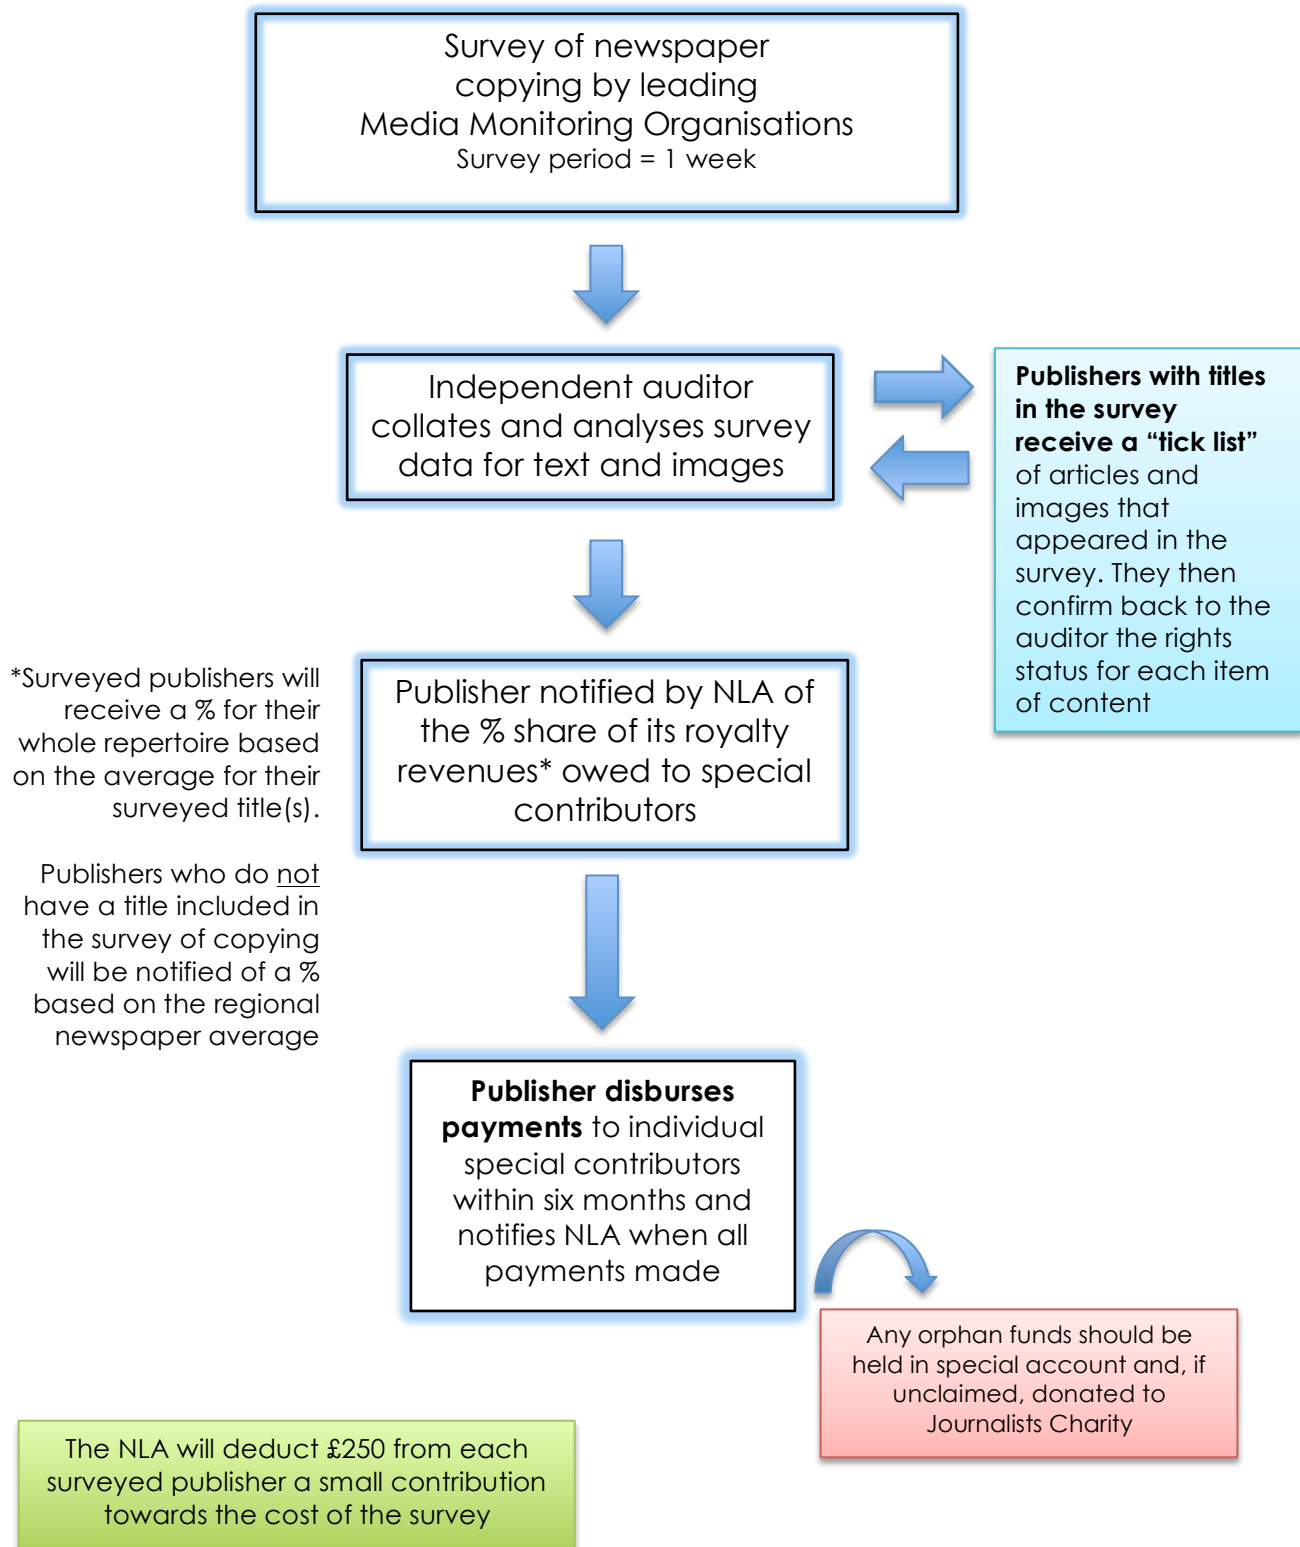 Survey of newspaper
copying by leading
Media Monitoring Organisations
Survey period = 1 week
Independent auditor
collates and analyses survey
data for text and images
Publishers with titles
in the survey
receive a “tick list”
of articles and
images that
appeared in the
survey. They then
confirm back to the
auditor the rights
status for each item
of content
*Surveyed publishers will
receive a % for their
whole repertoire based
on the average for their
surveyed title(s).
Publishers who do not
have a title included in
the survey of copying
will be notified of a %
based on the regional
newspaper average
Publisher notified by NLA of
the % share of its royalty
revenues* owed to special
contributors
Publisher disburses
payments to individual
special contributors
within six months and
notifies NLA when all
payments made
Any orphan funds should be
held in special account and, if
unclaimed, donated to
Journalists Charity
The NLA will deduct £250 from each
surveyed publisher a small contribution
towards the cost of the survey